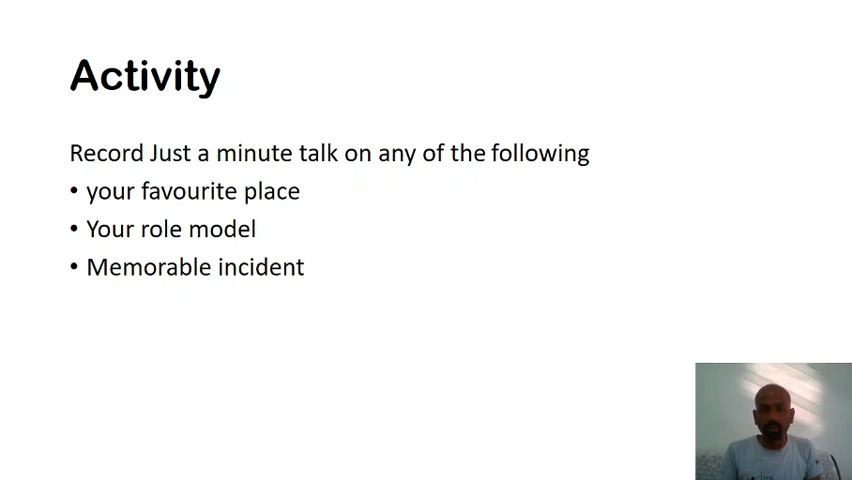 Activity
Record Just a minute talk on any of the following
• your favourite place
• Your role model
• Memorable incident